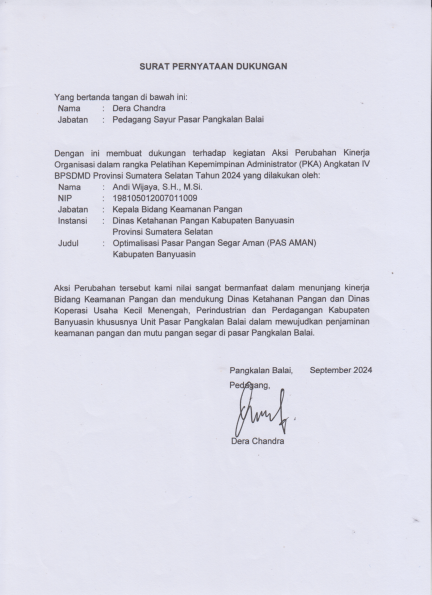 SURAT PERNYATAAN DUKUNGAN
Yang bertanda tangan di bawah ini:
Nama : Dera Chandra
Jabatan : Pedagang Sayur Pasar Pangkalan Balai
Dengan ini membuat dukungan terhadap kegiatan Aksi Perubahan Kinerja
Organisasi dalam rangka Pelatihan Kepemimpinan Administrator (PKA) Angkatan IV
BPSDMD Provinsi Sumatera Selatan Tahun 2024 yang dilakukan oleh:
Nama : Andi Wijaya, S.H., M.Si.
NIP : 198105012007011009
Jabatan : Kepala Bidang Keamanan Pangan
Instansi : Dinas Ketahanan Pangan Kabupaten Banyuasin
Provinsi Sumatera Selatan
Judul : Optimalisasi Pasar Pangan Segar Aman (PAS AMAN)
Kabupaten Banyuasin
Aksi Perubahan tersebut kami nilai sangat bermanfaat dalam menunjang kinerja
Bidang Keamanan Pangan dan mendukung Dinas Ketahanan Pangan dan Dinas
Koperasi Usaha Kecil Menengah, Perindustrian dan Perdagangan Kabupaten
Banyuasin khususnya Unit Pasar Pangkalan Balai dalam mewujudkan penjaminan
keamanan pangan dan mutu pangan segar di pasar Pangkalan Balai.
Pangkalan Balai, September 2024
Pedagang,
Dera Chandra